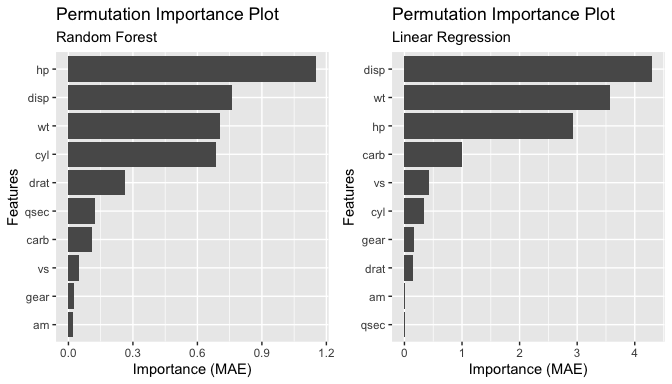 Permutation Importance Plot
Random Forest
hp
disp
wt
cyl
drat
qsec
carb
vs
gear
am
Features
0.0 0.3 0.6 0.9 1.2
Importance (MAE)
Permutation Importance Plot
Linear Regression
disp
wt
hp
carb
vs
cyl
gear
drat
am
qsec
Features
0 1 2 3 4
Importance (MAE)